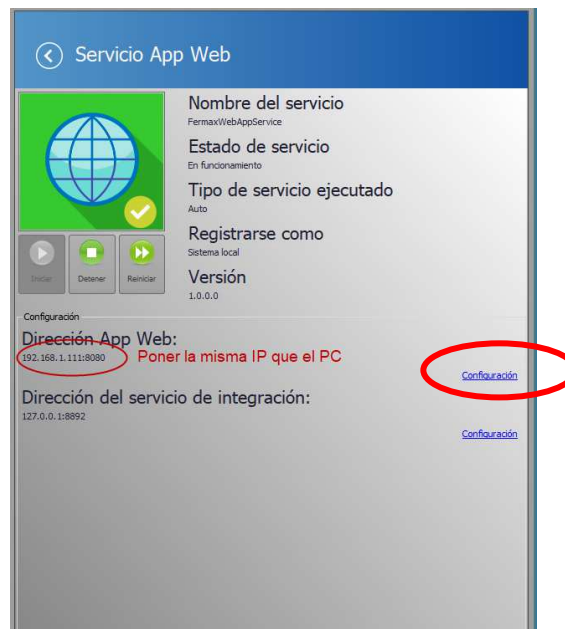 Servicio App Web
Nombre del servicio
FermaxWebAppService
Estado de servicio
En funcionamiento
Tipo de servicio ejecutado
Auto
Registrarse como
Sistema local
Versión
1.0.0.0
Iniciar Detener Reiniciar
Configuración
Dirección App Web:
192.168.1.111:8080 Poner la misma IP que el PC
Configuración
Dirección del servicio de integración:
127.0.0.1:8892
Configuración